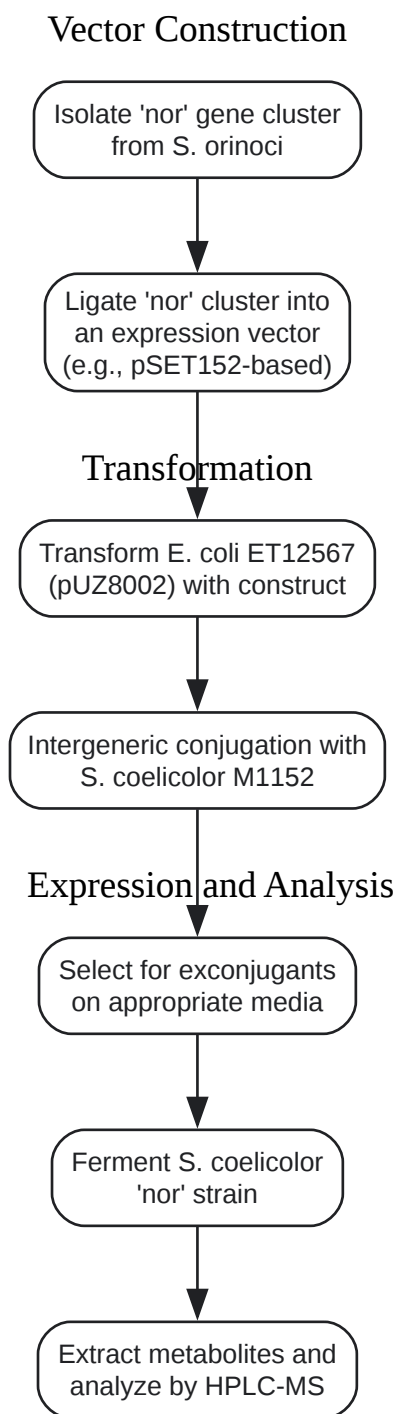 Vector Construction
Isolate 'nor' gene cluster
from S. orinoci
Ligate 'nor' cluster into
an expression vector
(e.g., pSET152-based)
Transformation
Transform E. coli ET12567
(pUZ8002) with construct
Intergeneric conjugation with
S. coelicolor M1152
Expression and Analysis
Select for exconjugants
on appropriate media
Ferment S. coelicolor
'nor' strain
Extract metabolites and
analyze by HPLC-MS